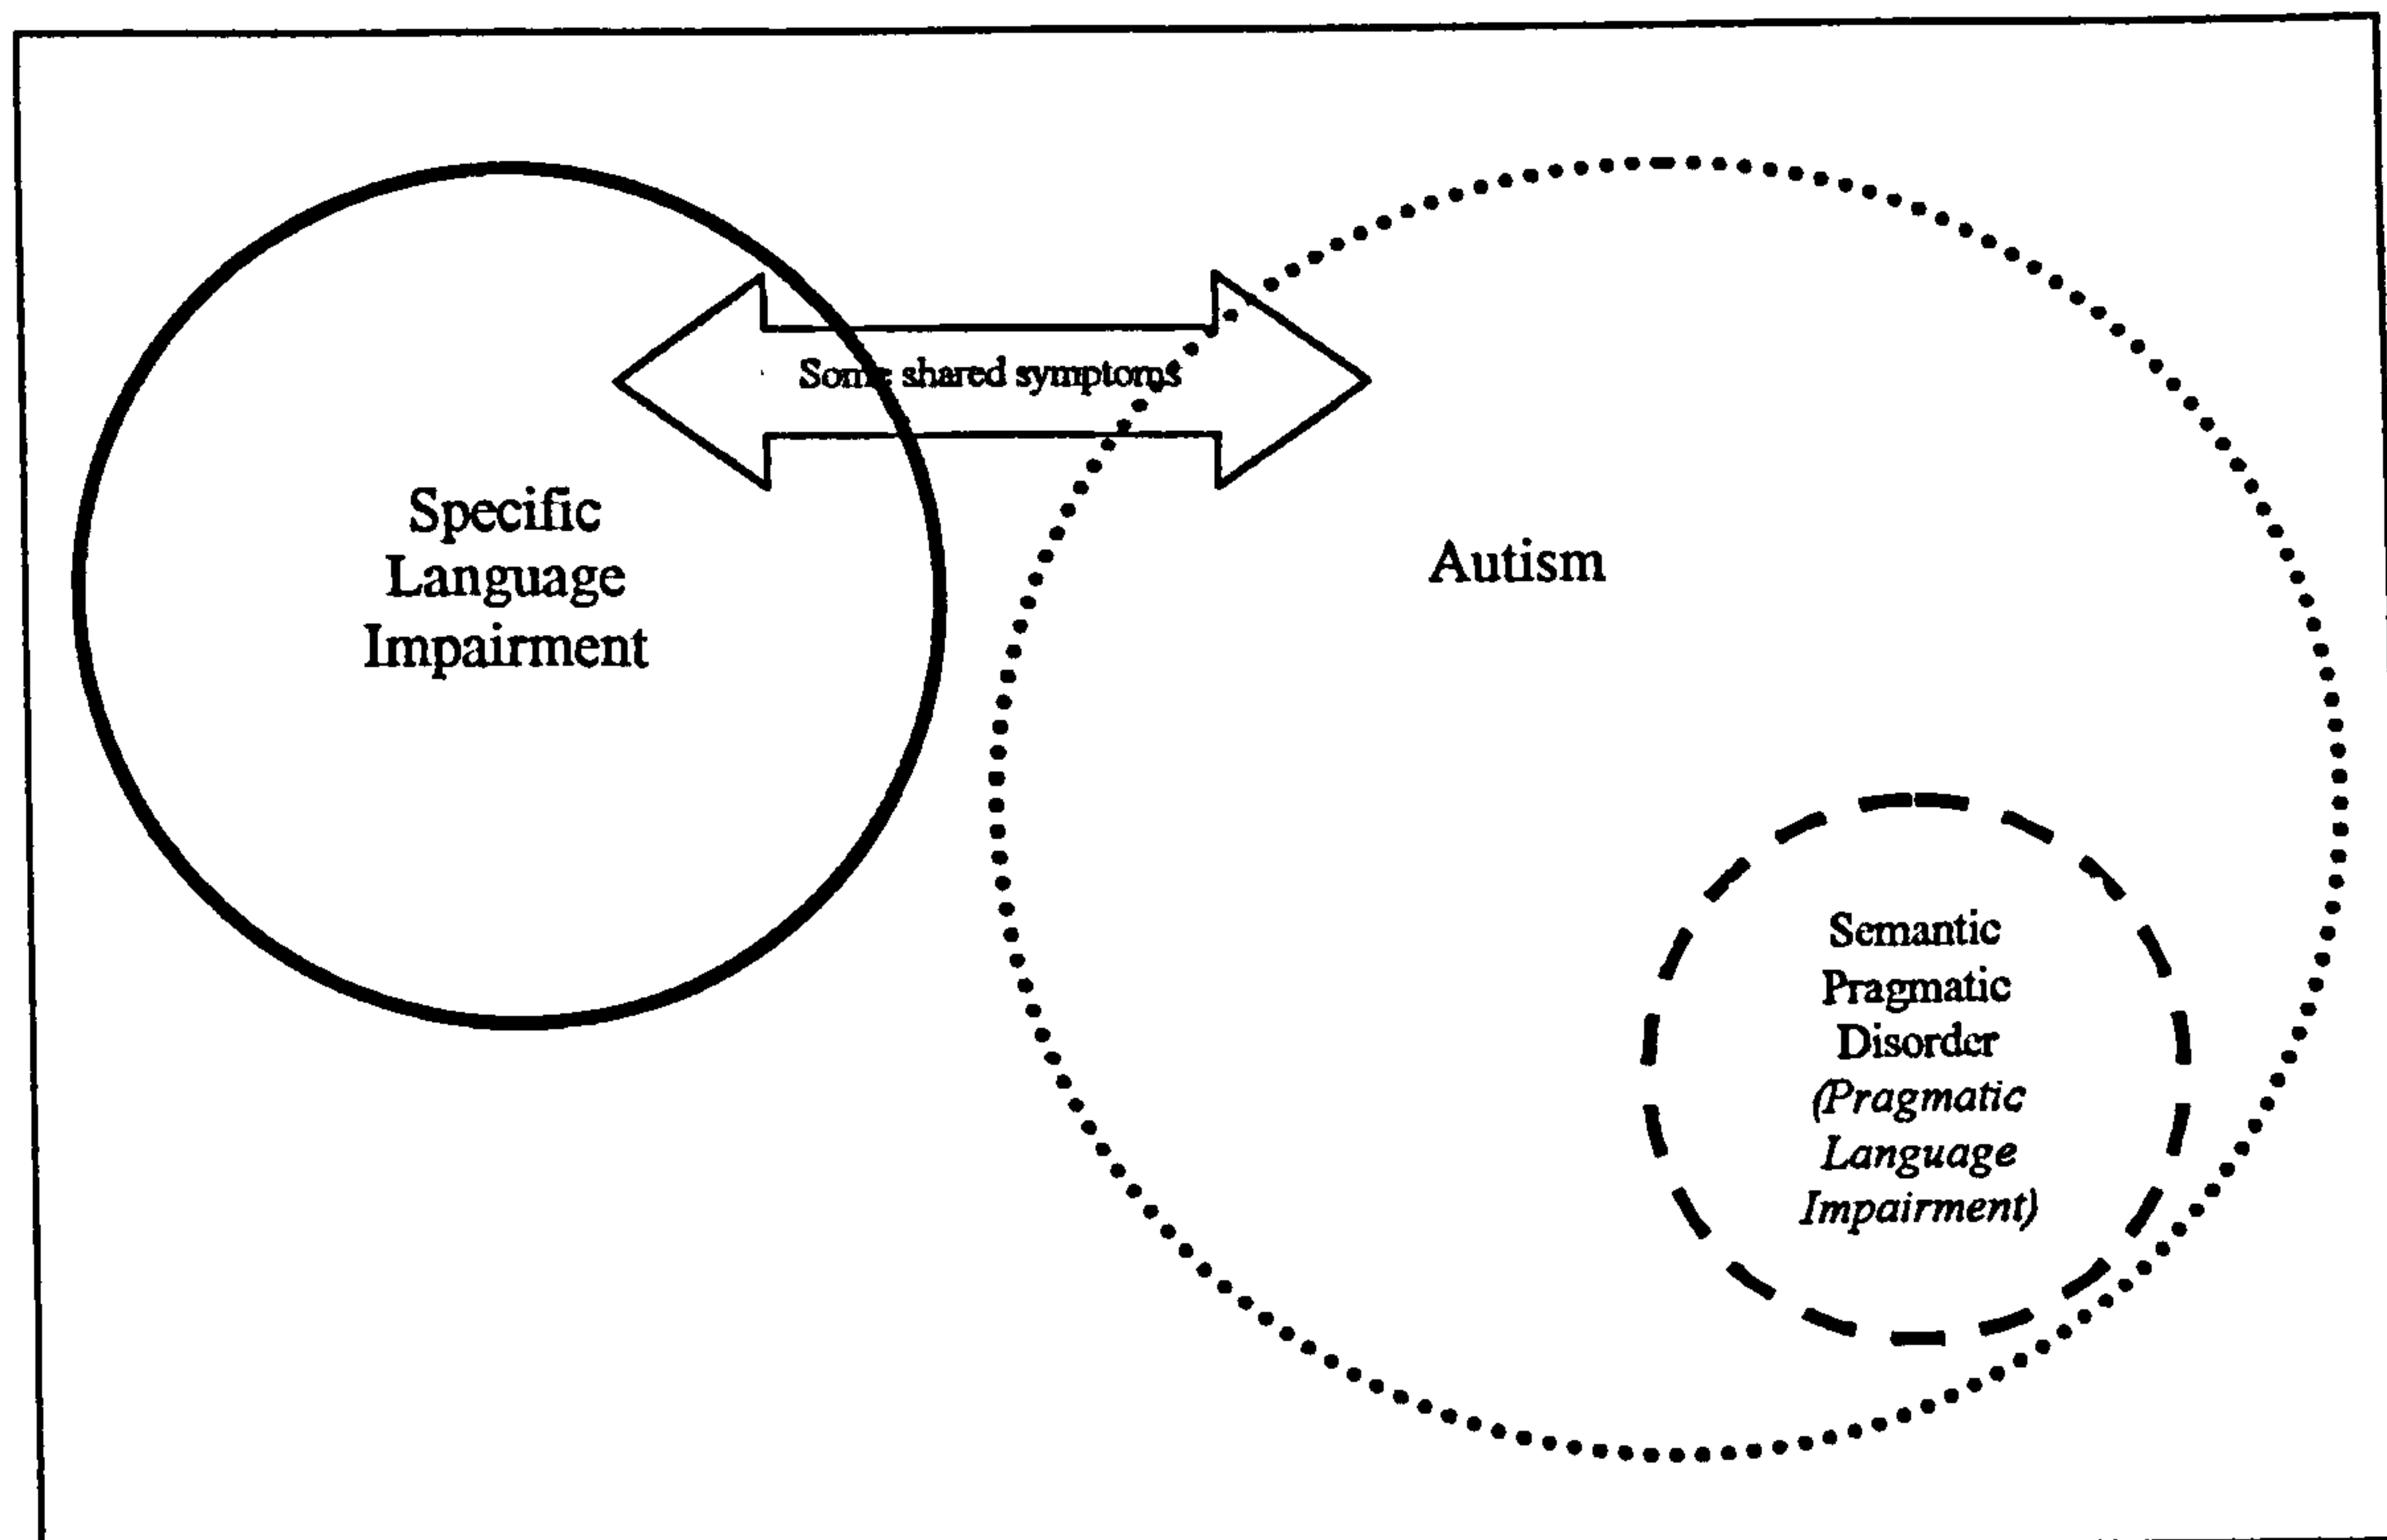 Some shared symptoms
Specific
Language
Impairment
Autism
Semantic
Pragmatic
Disorder
(Pragmatic
Language
Impairment)